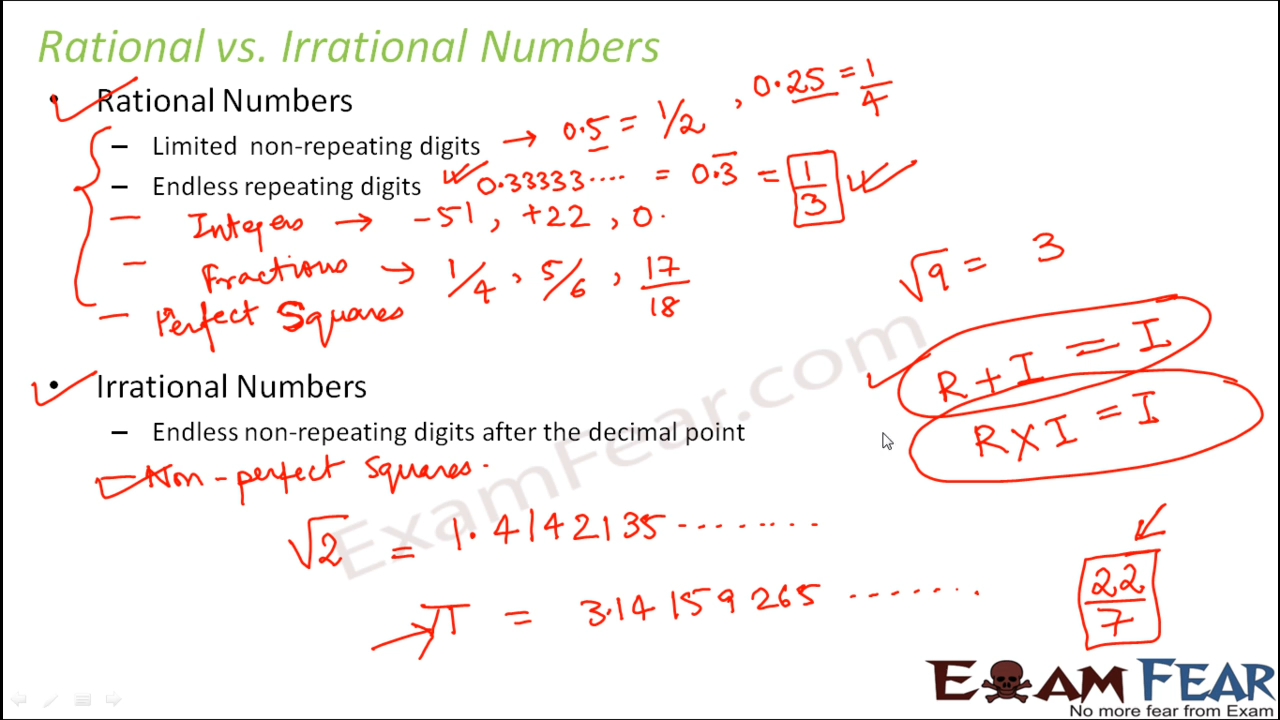 Rational vs. Irrational Numbers
• Rational Numbers
– Limited non-repeating digits → 0.5 = 1/2 , 0.25 = 1/4
– Endless repeating digits 0.33333.... = 0.3̅ = 1/3
– Integers → -51, +22, 0.
– Fractions → 1/4, 5/6, 17/18
– Perfect Squares
√9 = 3
R + I = I
R X I = I
• Irrational Numbers
– Endless non-repeating digits after the decimal point
– Non-perfect squares.
√2 = 1.4142135........
→ π = 3.14159265........
22/7
ExamFear.com
EXAM FEAR
No more fear from Exam